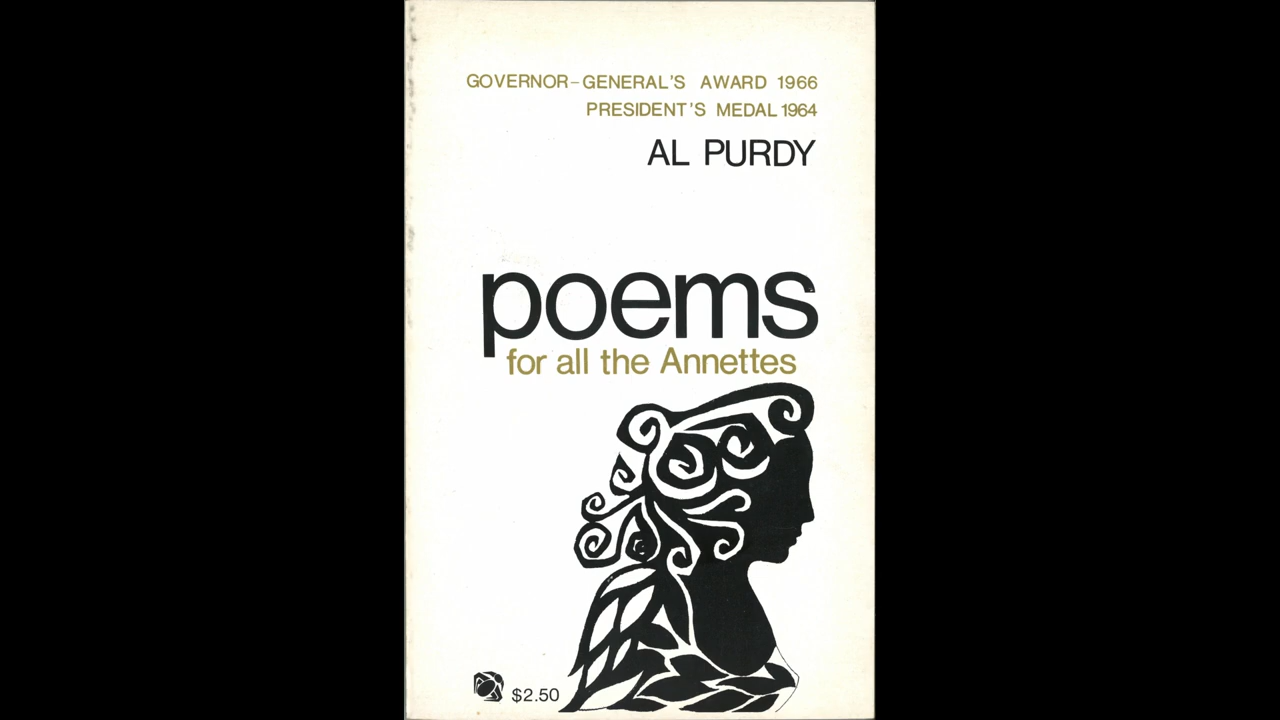 GOVERNOR-GENERAL'S AWARD 1966
PRESIDENT'S MEDAL 1964
AL PURDY
poems
for all the Annettes
$2.50